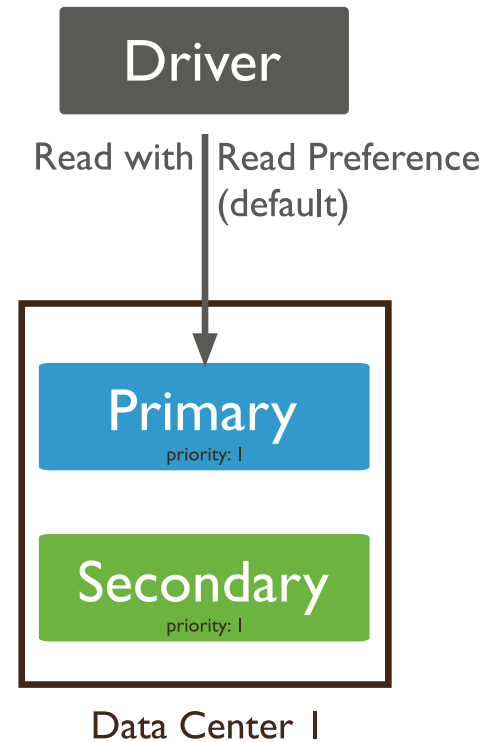 Driver
Read with Read Preference
(default)
Primary
priority: 1
Secondary
priority: 1
Data Center 1